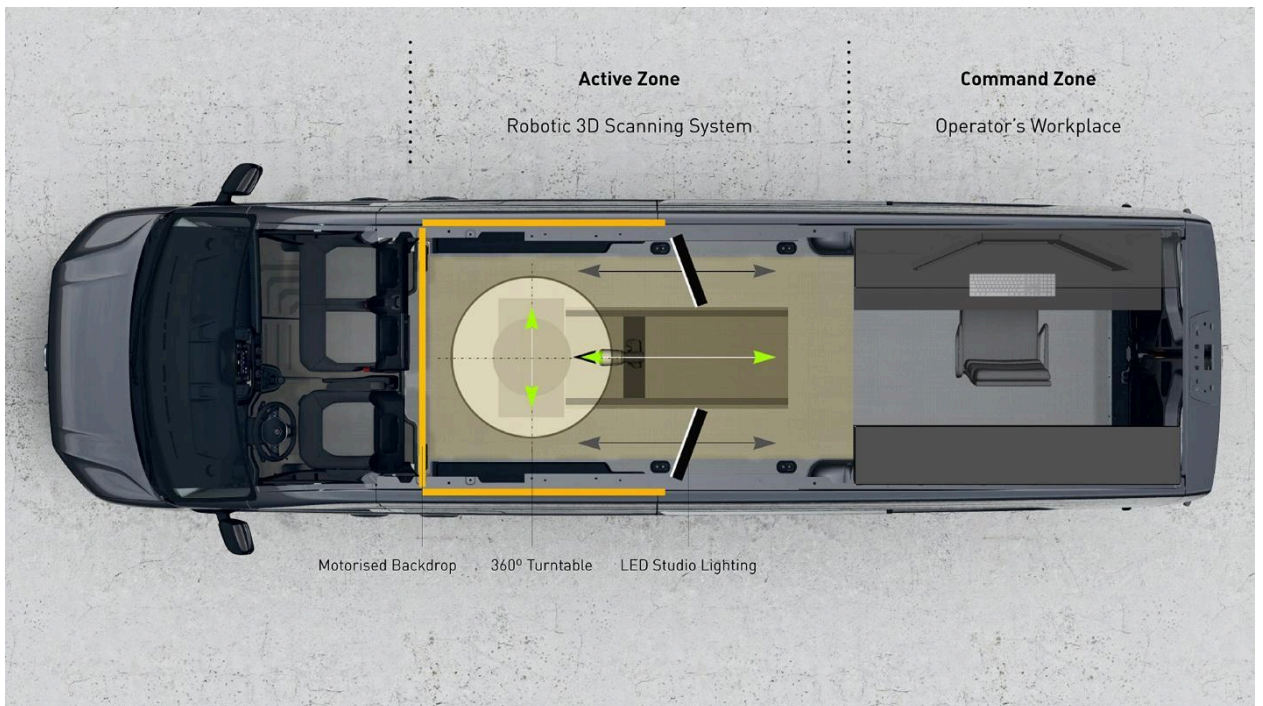 Active Zone
Command Zone
Robotic 3D Scanning System
Operator's Workplace
Motorised Backdrop
360º Turntable
LED Studio Lighting